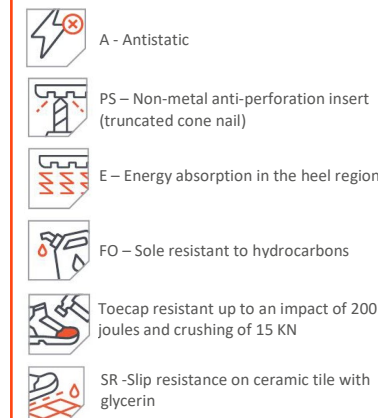 A - Antistatic
PS – Non-metal anti-perforation insert
(truncated cone nail)
E – Energy absorption in the heel region
FO – Sole resistant to hydrocarbons
Toecap resistant up to an impact of 200
joules and crushing of 15 KN
SR -Slip resistance on ceramic tile with
glycerin